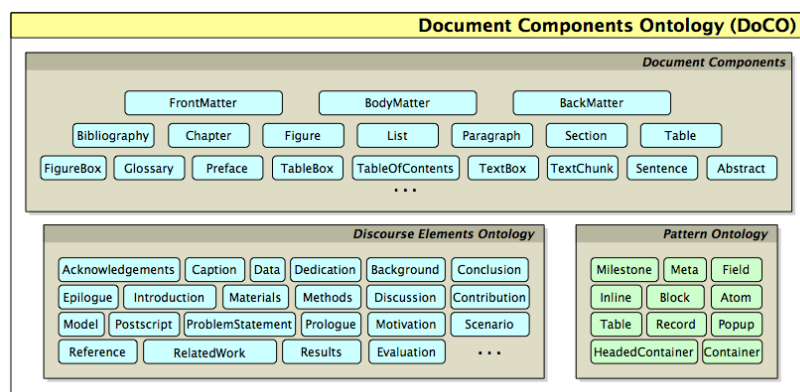 Document Components Ontology (DoCO)
Document Components
FrontMatter BodyMatter BackMatter
Bibliography Chapter Figure List Paragraph Section Table
FigureBox Glossary Preface TableBox TableOfContents TextBox TextChunk Sentence Abstract
...
Discourse Elements Ontology
Acknowledgements Caption Data Dedication Background Conclusion
Epilogue Introduction Materials Methods Discussion Contribution
Model Postscript ProblemStatement Prologue Motivation Scenario
Reference RelatedWork Results Evaluation ...
Pattern Ontology
Milestone Meta Field
Inline Block Atom
Table Record Popup
HeadedContainer Container